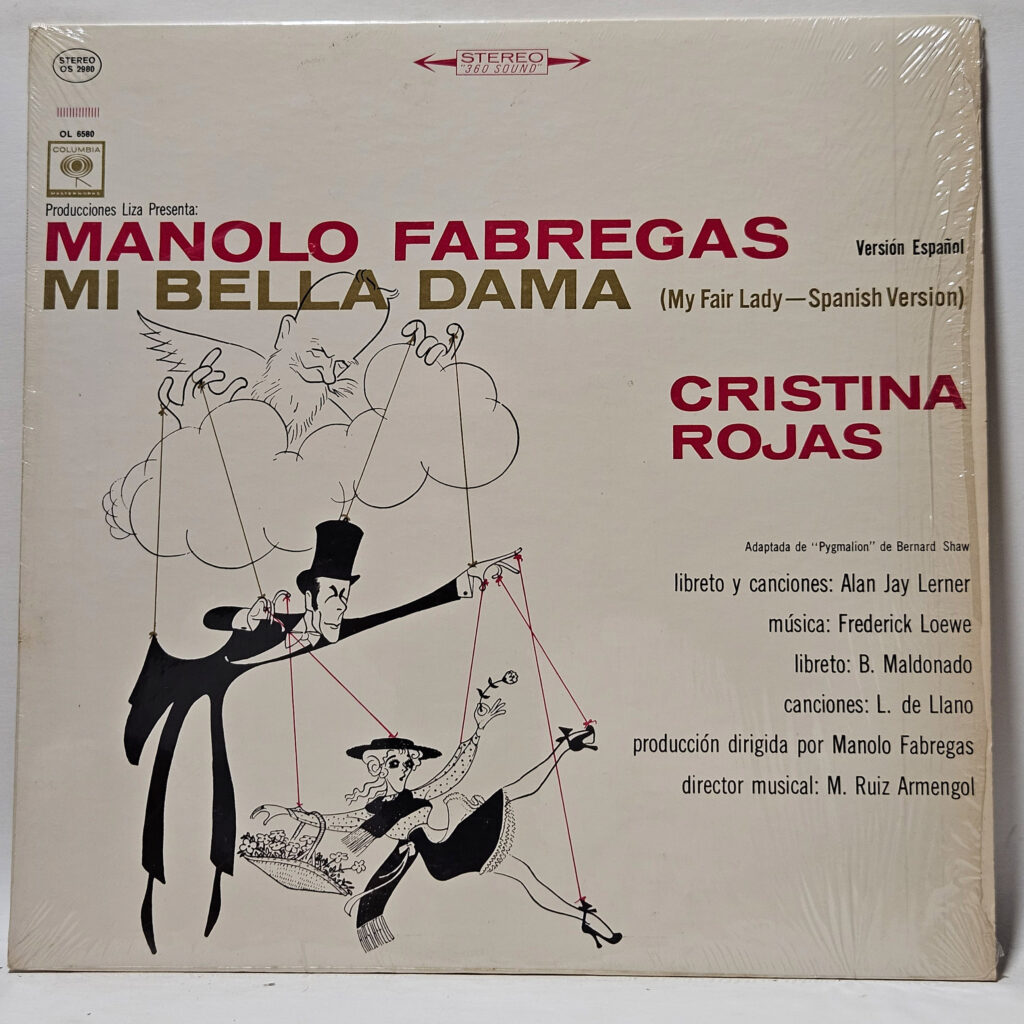 STEREO
OS 2980
STEREO
"360 SOUND"
OL 6580
COLUMBIA
MASTERWORKS
Producciones Liza Presenta:
MANOLO FABREGAS
Versión Español
MI BELLA DAMA (My Fair Lady—Spanish Version)
CRISTINA
ROJAS
Adaptada de "Pygmalion" de Bernard Shaw
libreto y canciones: Alan Jay Lerner
música: Frederick Loewe
libreto: B. Maldonado
canciones: L. de Llano
producción dirigida por Manolo Fabregas
director musical: M. Ruiz Armengol